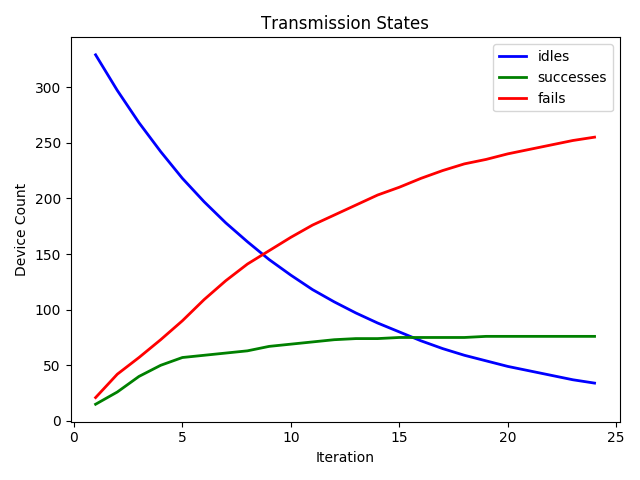 Transmission States
idles
successes
fails
Device Count
300
250
200
150
100
50
0
0 5 10 15 20 25
Iteration